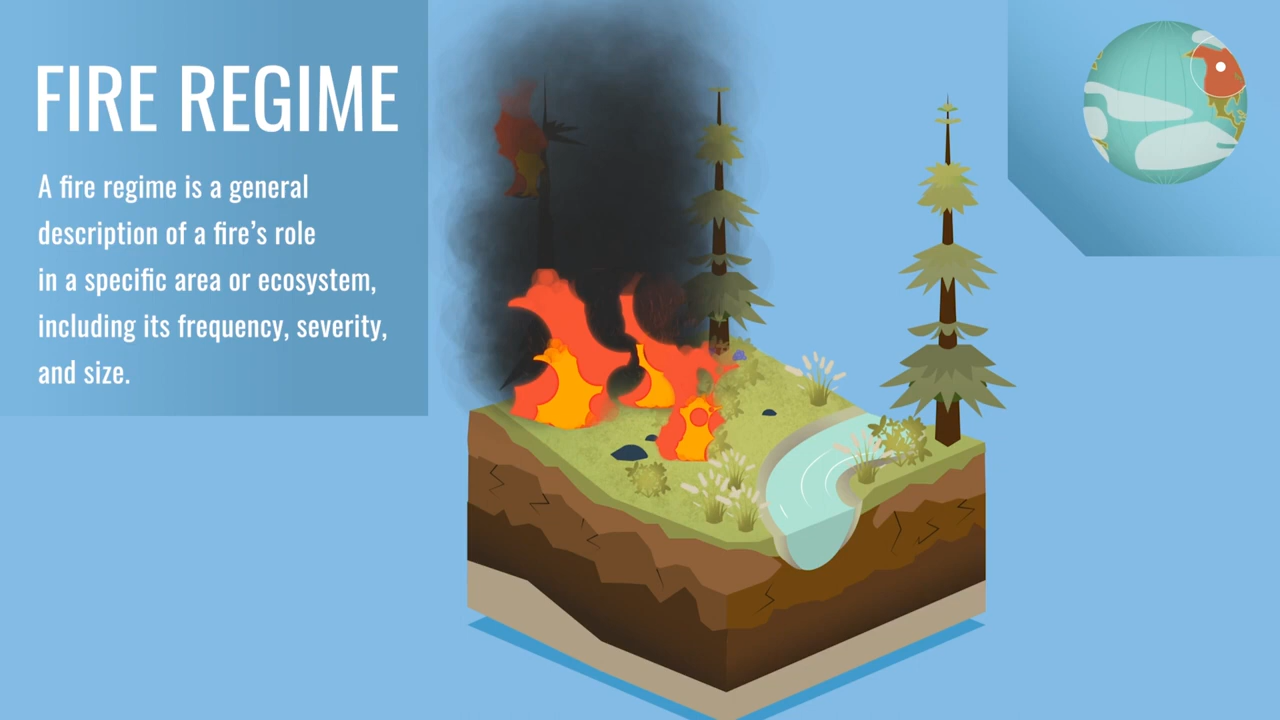 FIRE REGIME
A fire regime is a general
description of a fire’s role
in a specific area or ecosystem,
including its frequency, severity,
and size.